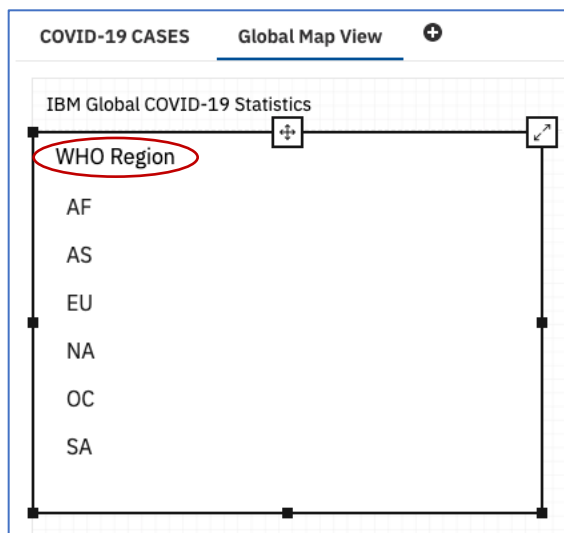 COVID-19 CASES Global Map View
IBM Global COVID-19 Statistics
WHO Region
AF
AS
EU
NA
OC
SA